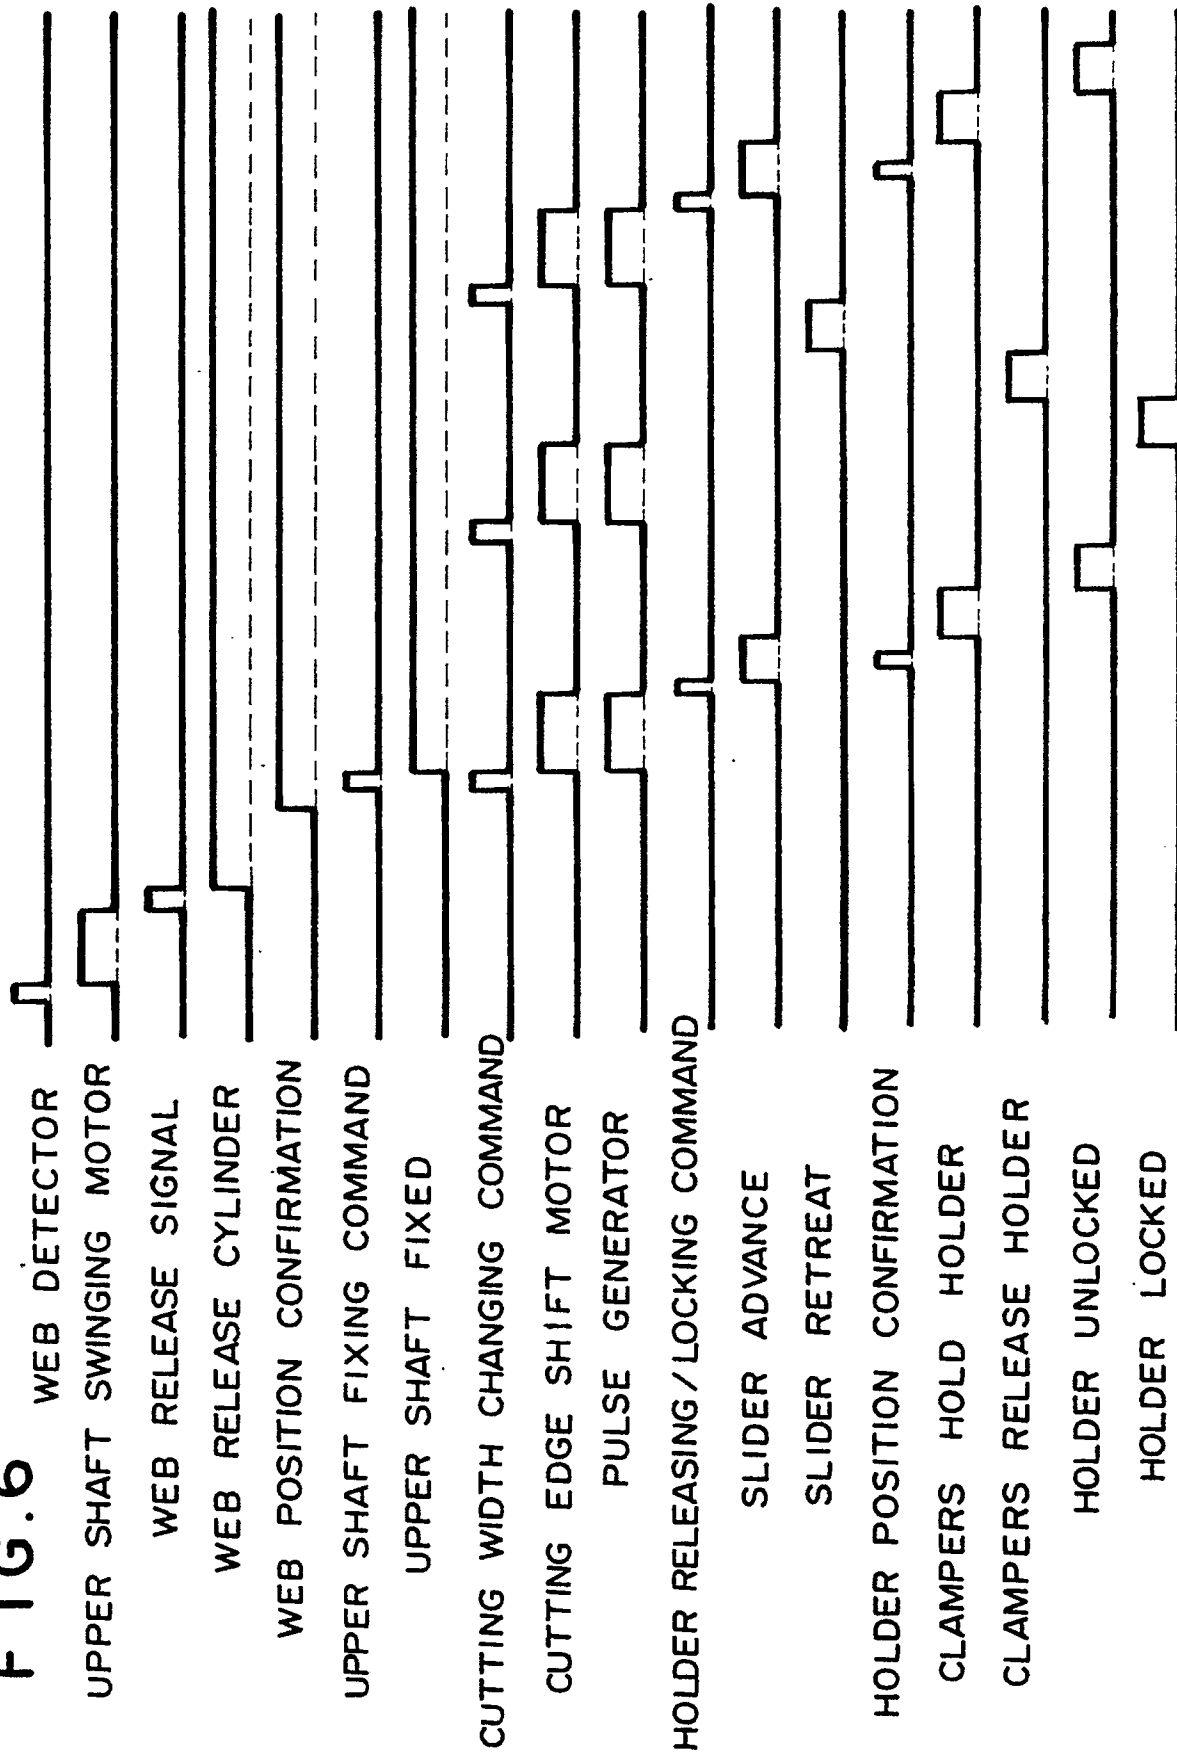 FIG.6
WEB DETECTOR
UPPER SHAFT SWINGING MOTOR
WEB RELEASE SIGNAL
WEB RELEASE CYLINDER
WEB POSITION CONFIRMATION
UPPER SHAFT FIXING COMMAND
UPPER SHAFT FIXED
CUTTING WIDTH CHANGING COMMAND
CUTTING EDGE SHIFT MOTOR
PULSE GENERATOR
HOLDER RELEASING/LOCKING COMMAND
SLIDER ADVANCE
SLIDER RETREAT
HOLDER POSITION CONFIRMATION
CLAMPERS HOLD HOLDER
CLAMPERS RELEASE HOLDER
HOLDER UNLOCKED
HOLDER LOCKED